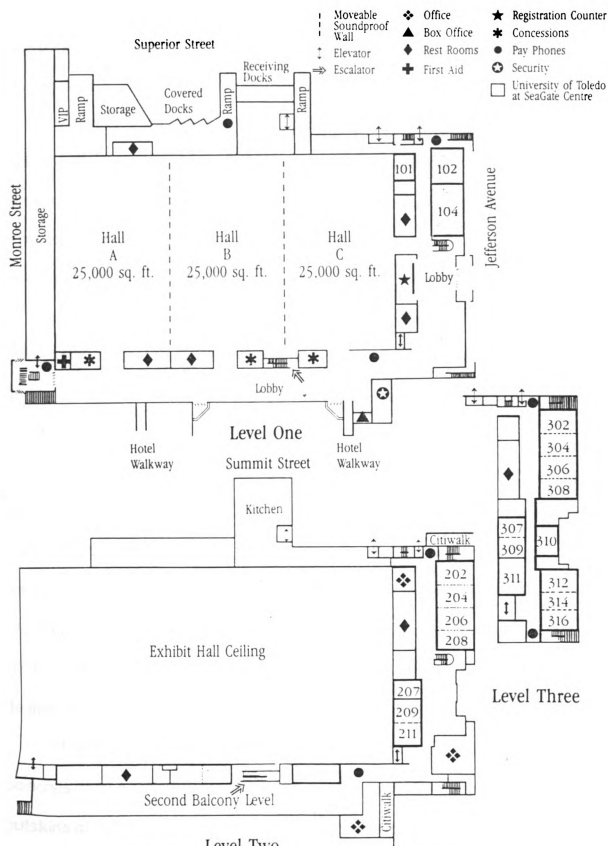 Moveable
Soundproof
Wall
Elevator
Escalator
Office
Box Office
Rest Rooms
First Aid
Registration Counter
Concessions
Pay Phones
Security
University of Toledo
at SeaGate Centre
Superior Street
Receiving
Docks
Covered
Docks
Ramp
Ramp
VIP
Ramp
Storage
Monroe Street
Storage
Hall
A
25,000 sq. ft.
Hall
B
25,000 sq. ft.
Hall
C
25,000 sq. ft.
101
102
104
Lobby
Jefferson Avenue
Lobby
Hotel
Walkway
Level One
Hotel
Walkway
Summit Street
302
304
306
308
307
309
310
311
312
314
316
Level Three
Kitchen
Citiwalk
202
204
206
208
Exhibit Hall Ceiling
207
209
211
Second Balcony Level
Citiwalk
Level Two